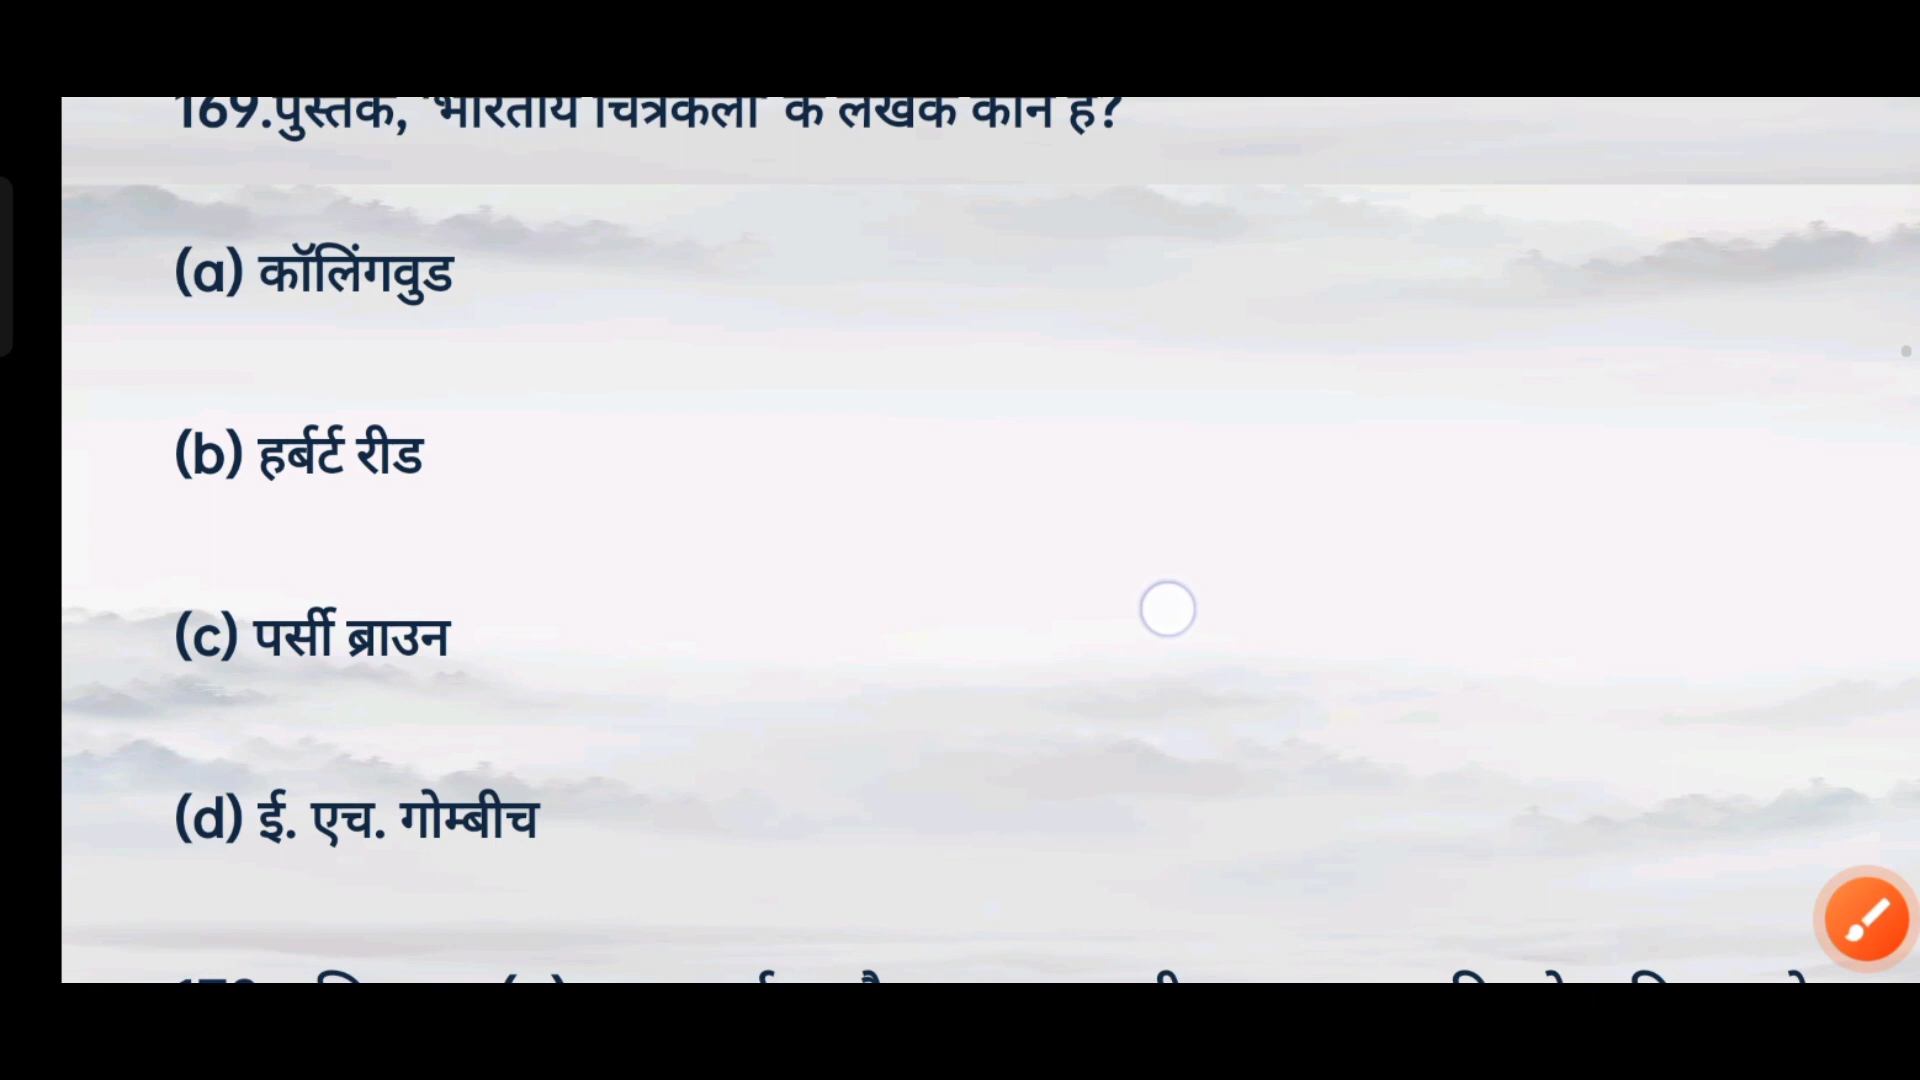 169.पुस्तक, 'भारतीय चित्रकला' के लेखक कौन है?
(a) कॉलिंगवुड
(b) हर्बर्ट रीड
(c) पर्सी ब्राउन
(d) ई. एच. गोम्बीच